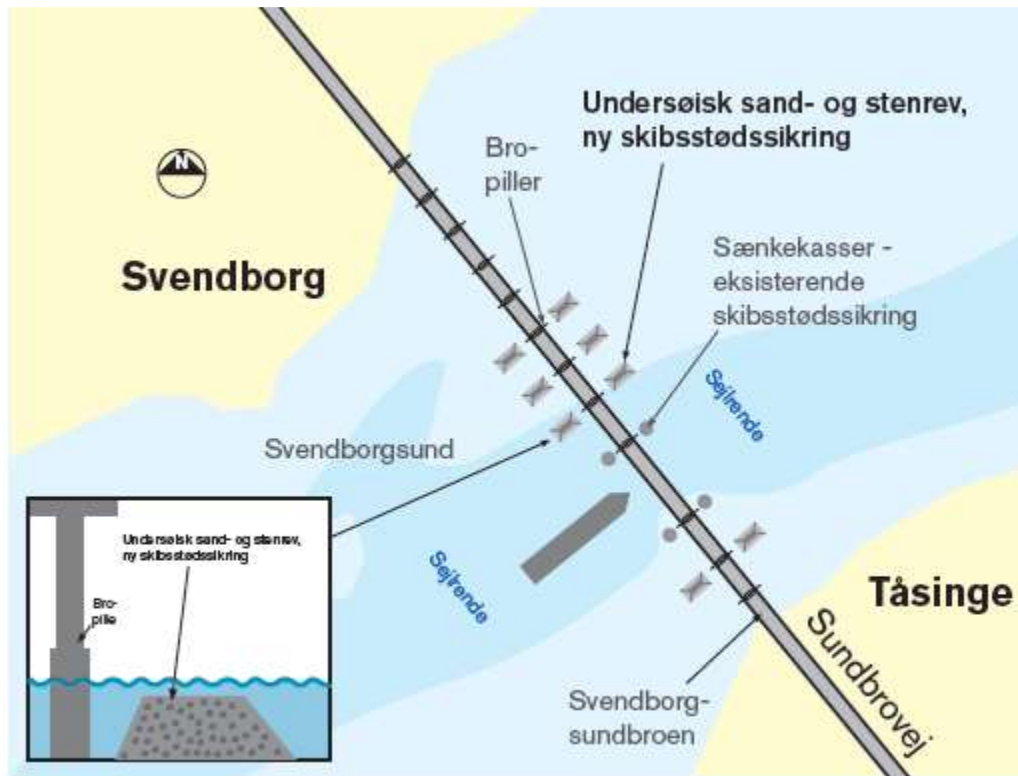 Undersøisk sand- og stenrev,
ny skibsstødssikring
Bro-
piller
N
Sænkekasser -
eksisterende
skibsstødssikring
Svendborg
Sejlrende
Svendborgsund
Undersøisk sand- og stenrev,
ny skibsstødssikring
Bro-
pille
Sejlrende
Tåsinge
Sundbrovej
Svendborg-
sundbroen